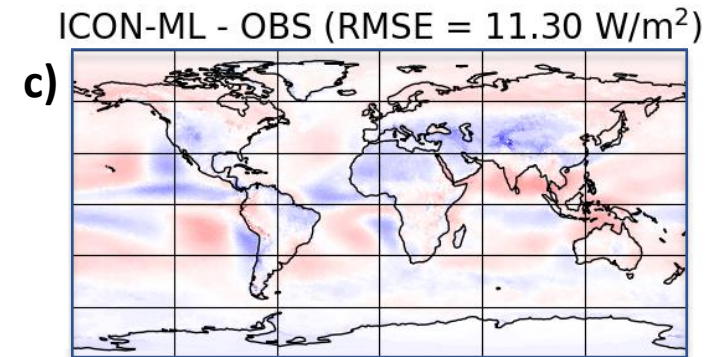 ICON-ML - OBS (RMSE = 11.30 W/m²)
c)